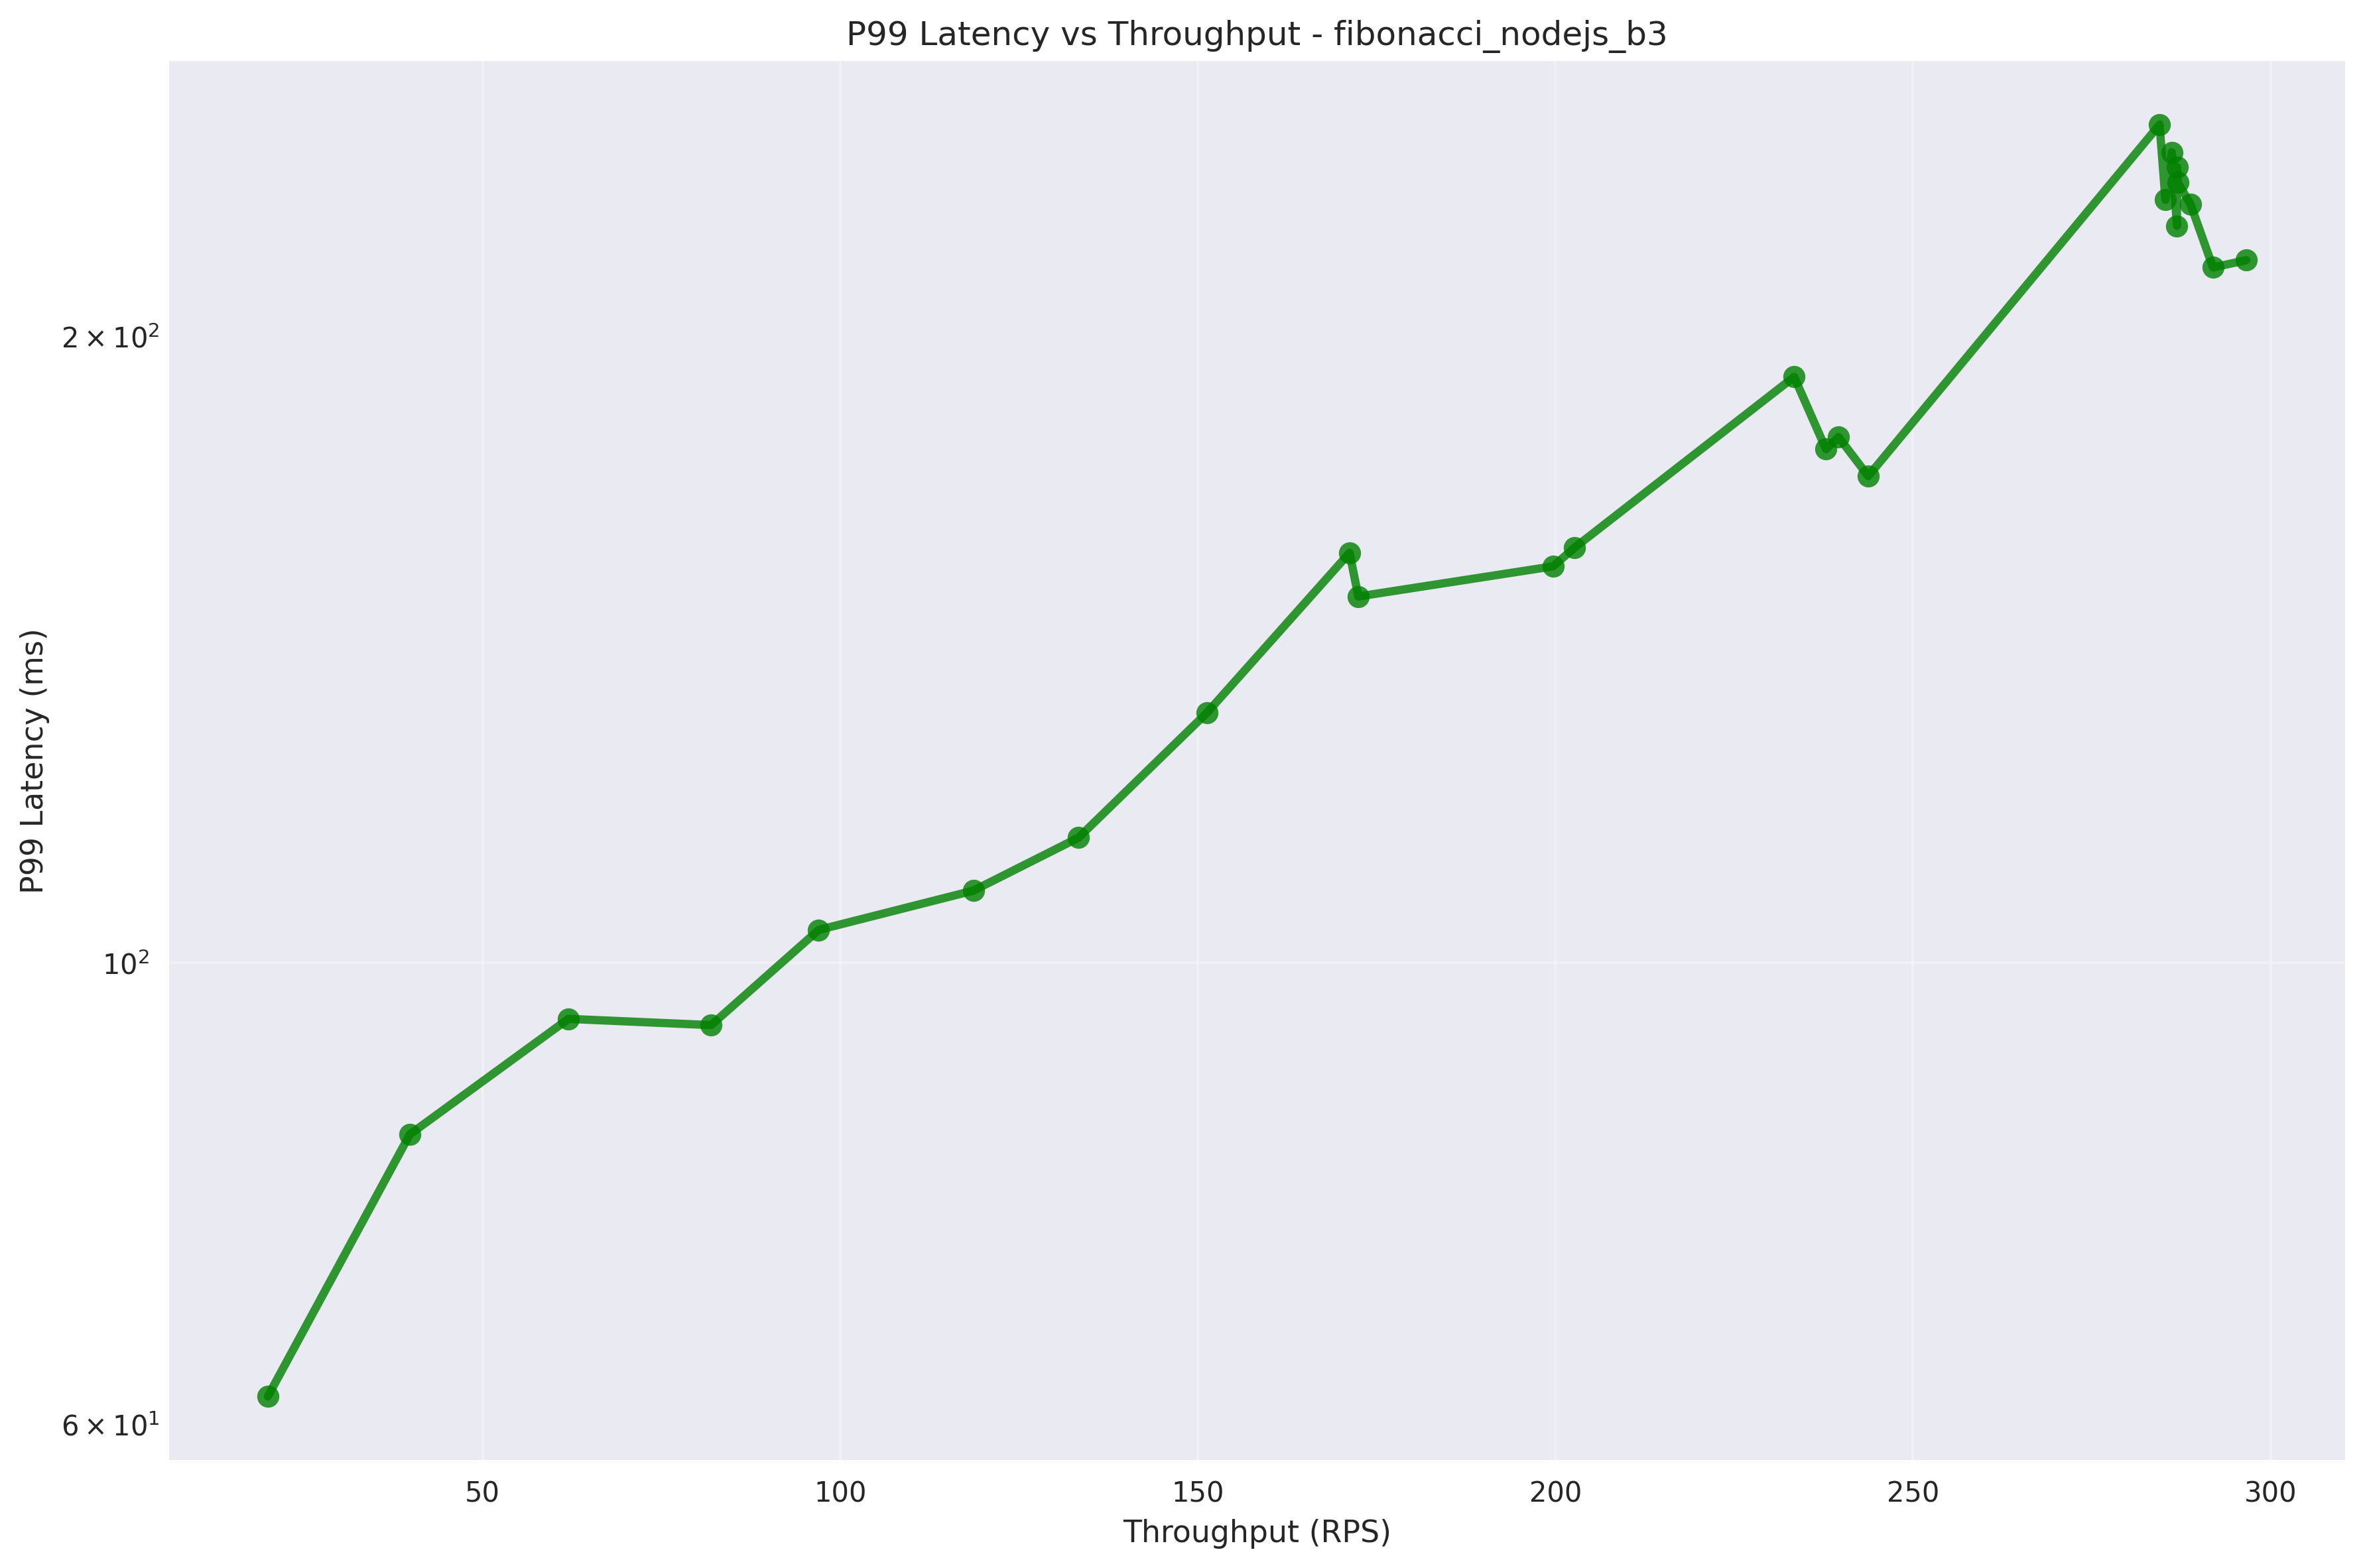 P99 Latency vs Throughput - fibonacci_nodejs_b3
P99 Latency (ms)
2 × 10²
10²
6 × 10¹
50 100 150 200 250 300
Throughput (RPS)